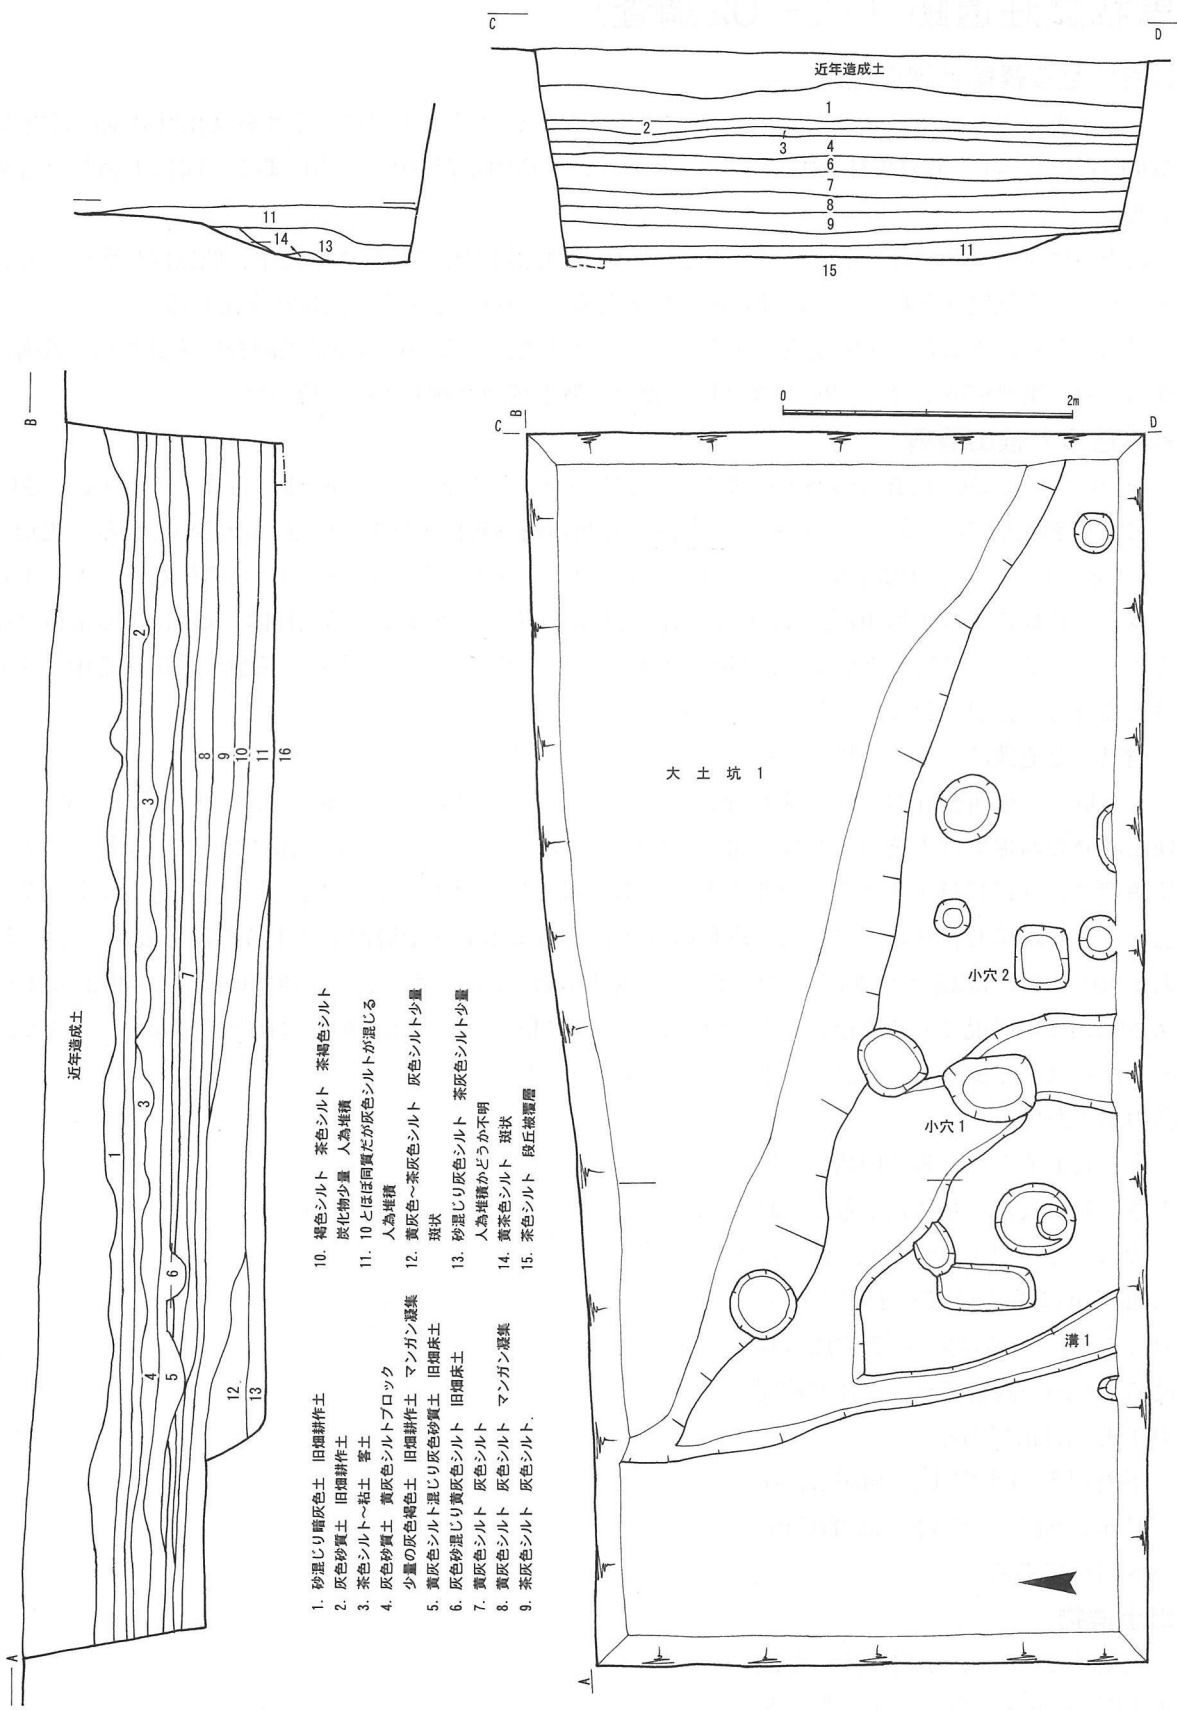 C
D
近年造成土
1
2
3
4
6
7
8
9
11
15
11
14
13
B
2
3
8
9
10
11
16
7
近年造成土
1
3
6
4
5
12
13
A
1. 砂混じり暗灰色土 旧畑耕作土
2. 灰色砂質土 旧畑耕作土
3. 茶色シルト～粘土 客土
4. 灰色砂質土 黄灰色シルトブロック
少量の灰色褐色土 旧畑耕作土 マンガン凝集
5. 黄灰色シルト混じり灰色砂質土 旧畑床土
6. 灰色砂混じり黄灰色シルト 旧畑床土
7. 黄灰色シルト 灰色シルト
8. 黄灰色シルト 灰色シルト マンガン凝集
9. 茶灰色シルト 灰色シルト.
10. 褐色シルト 茶色シルト 茶褐色シルト
炭化物少量 人為堆積
11. 10とほぼ同質だが灰色シルトが混じる
人為堆積
12. 黄灰色～茶灰色シルト 灰色シルト少量
斑状
13. 砂混じり灰色シルト 茶灰色シルト少量
人為堆積かどうか不明
14. 黄茶色シルト 斑状
15. 茶色シルト 段丘被覆層
0
2m
C
B
D
大土坑1
小穴2
小穴1
溝1
A